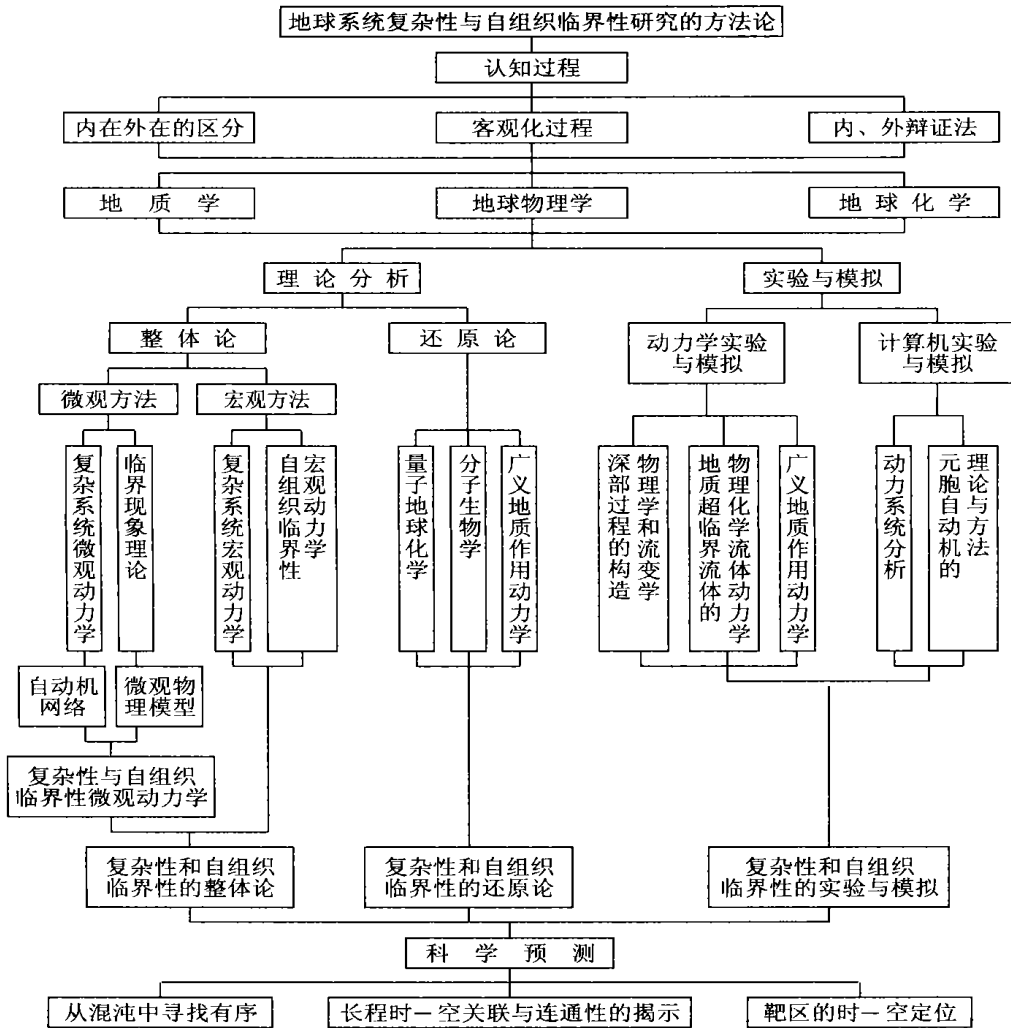 地球系统复杂性与自组织临界性研究的方法论
认知过程
内在外在的区分
客观化过程
内、外辩证法
地质学
地球物理学
地球化学
理论分析
实验与模拟
整体论
还原论
动力学实验
与模拟
计算机实验
与模拟
微观方法
宏观方法
复杂系统微观动力学
临界现象理论
复杂系统宏观动力学
宏观动力学
自组织临界性
量子地球化学
分子生物学
广义地质作用动力学
物理学和流变学
深部过程的构造
物理化学流体动力学
地质超临界流体的
广义地质作用动力学
动力系统分析
理论与方法
元胞自动机的
自动机
网络
微观物
理模型
复杂性与自组织
临界性微观动力学
复杂性和自组织
临界性的整体论
复杂性和自组织
临界性的还原论
复杂性和自组织
临界性的实验与模拟
科学预测
从混沌中寻找有序
长程时－空关联与连通性的揭示
靶区的时－空定位